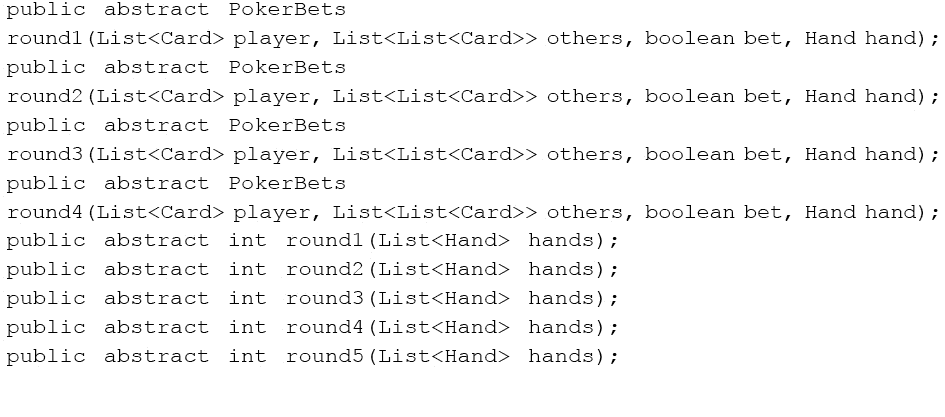 public abstract PokerBets
round1(List<Card> player, List<List<Card>> others, boolean bet, Hand hand);
public abstract PokerBets
round2(List<Card> player, List<List<Card>> others, boolean bet, Hand hand);
public abstract PokerBets
round3(List<Card> player, List<List<Card>> others, boolean bet, Hand hand);
public abstract PokerBets
round4(List<Card> player, List<List<Card>> others, boolean bet, Hand hand);
public abstract int round1(List<Hand> hands);
public abstract int round2(List<Hand> hands);
public abstract int round3(List<Hand> hands);
public abstract int round4(List<Hand> hands);
public abstract int round5(List<Hand> hands);